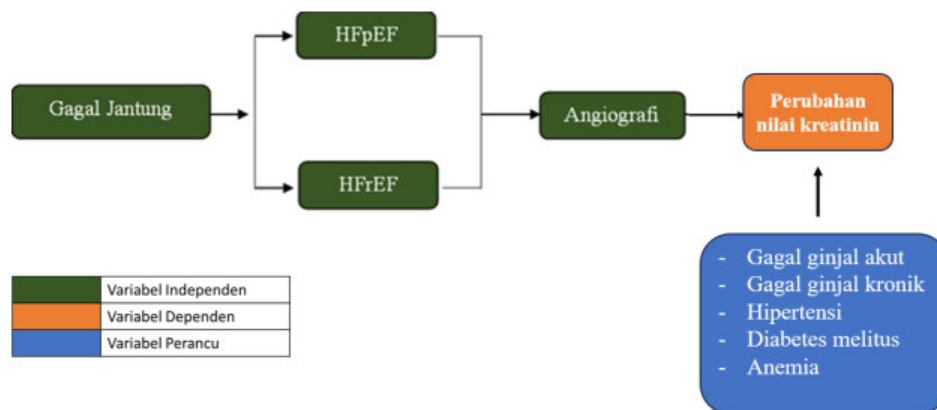 HFpEF
Gagal Jantung
HFrEF
Angiografi
Perubahan
nilai kreatinin
- Gagal ginjal akut
- Gagal ginjal kronik
- Hipertensi
- Diabetes melitus
- Anemia
Variabel Independen
Variabel Dependen
Variabel Perancu